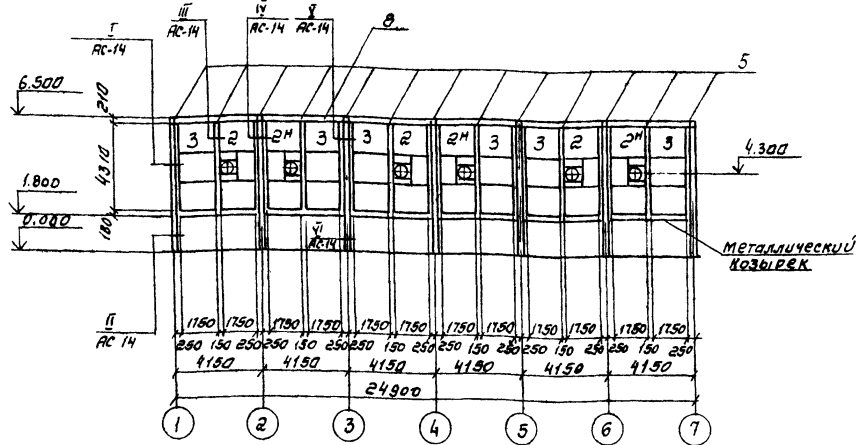 III
АС-14
IV
АС-14
V
АС-14
8
I
АС-14
5
6.500
210
3 2 2н 3 3 2 2н 3 3 2 2н 3
4.300
4310
1.800
0.000
180
VI
АС-14
Металлический
козырек
II
АС 14
1750 1750 1750 1750 1750 1750 1750 1750 1750 1750 1750 1750
250 150 250 250 150 250 250 150 250 250 150 250 250 150 250 250 150 250
4150 4150 4150 4150 4150 4150
24900
1 2 3 4 5 6 7